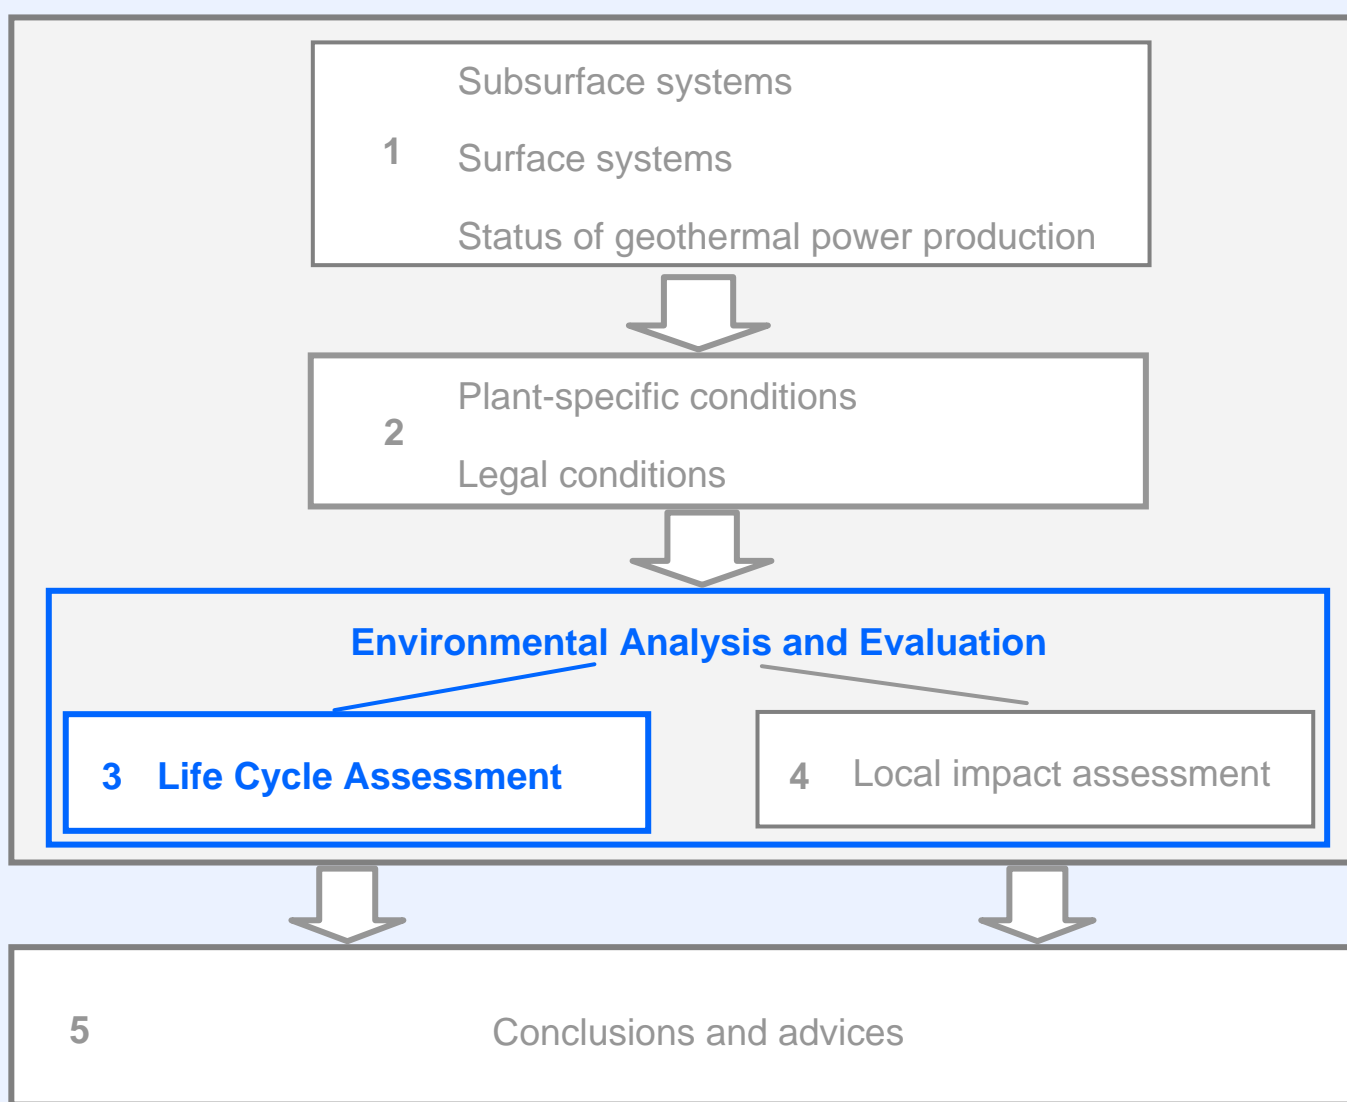 Subsurface systems
1
Surface systems
Status of geothermal power production
Plant-specific conditions
2
Legal conditions
Environmental Analysis and Evaluation
3 Life Cycle Assessment
4 Local impact assessment
5 Conclusions and advices